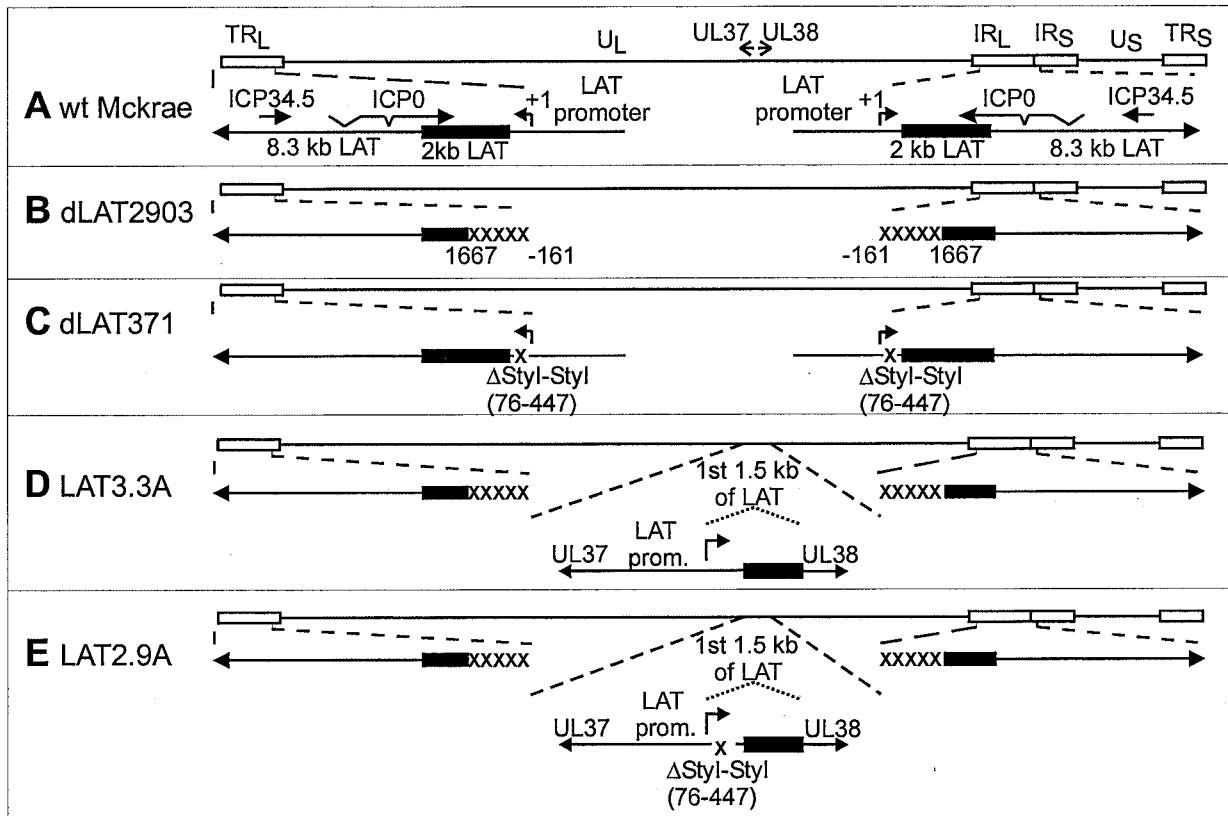 TRL UL UL37 UL38 IRL IRS US TRS
A wt Mckrae
ICP34.5 ICP0 +1 LAT promoter
LAT promoter +1 ICP0 ICP34.5
8.3 kb LAT 2kb LAT 2 kb LAT 8.3 kb LAT
B dLAT2903
XXXXX XXXXX
1667 -161 -161 1667
C dLAT371
X X
ΔStyI-StyI ΔStyI-StyI
(76-447) (76-447)
D LAT3.3A
XXXXX XXXXX
1st 1.5 kb
of LAT
LAT
prom.
UL37 UL38
E LAT2.9A
XXXXX XXXXX
1st 1.5 kb
of LAT
LAT
prom.
UL37 UL38
X
ΔStyI-StyI
(76-447)